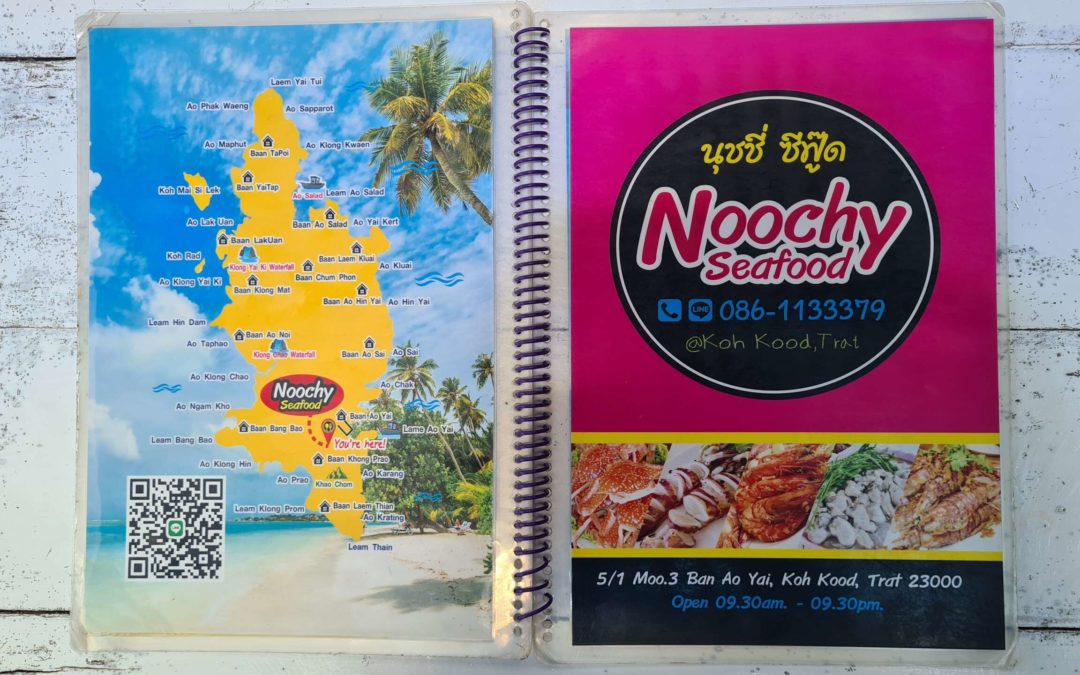 Laem Yai Tui
Ao Phak Waeng
Ao Sapparot
Baan TaPoi
Ao Maphut
Ao Klong Kwaen
Baan YaiTap
Koh Mai Si Lek
Ao Salad
Leam Ao Salad
Ao Lak Uan
Baan Ao Salad
Ao Yai Kert
Baan LakUan
Koh Rad
Klong Yai Ki Waterfall
Baan Laem Kluai
Ao Kluai
Baan Chum Phon
Ao Klong Yai Ki
Baan Klong Mat
Baan Ao Hin Yai
Ao Hin Yai
Leam Hin Dam
Ao Taphao
Baan Ao Noi
Klong Chao Waterfall
Baan Ao Sai
Ao Sai
Ao Klong Chao
Ao Chak
Noochy
Seafood
Ao Ngam Kho
Baan Ao Yai
Baan Bang Bao
Lame Ao Yai
Leam Bang Bao
You're here!
Baan Khong Prao
Ao Klong Hin
Ao Karang
Ao Prao
Khao Chom
Leam Klong Prom
Baan Laem Thian
Ao Krating
Leam Thain
นุชชี่ ซีฟู๊ด
Noochy
Seafood
LINE 086-1133379
@Koh Kood,Trat
5/1 Moo.3 Ban Ao Yai, Koh Kood, Trat 23000
Open 09.30am. - 09.30pm.